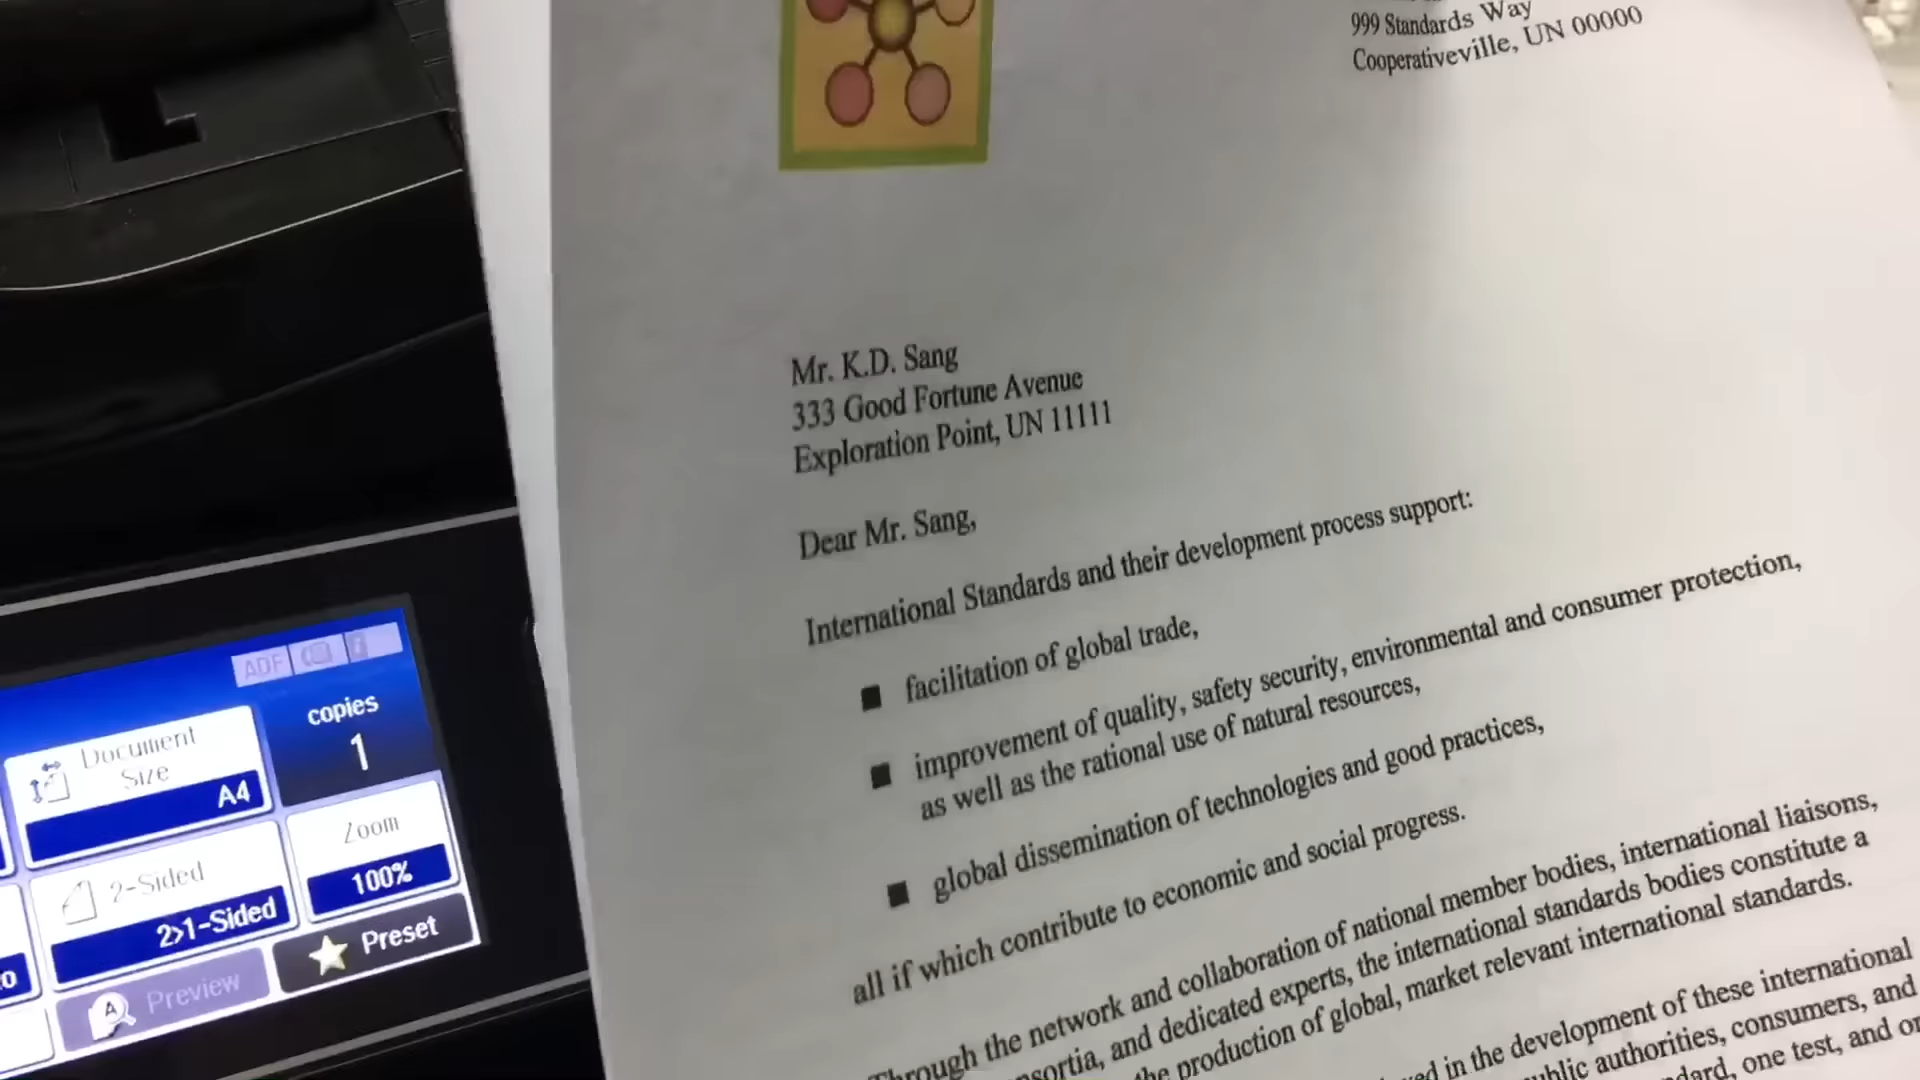 999 Standards Way
Cooperativeville, UN 00000
Mr. K.D. Sang
333 Good Fortune Avenue
Exploration Point, UN 11111
Dear Mr. Sang,
International Standards and their development process support:
■ facilitation of global trade,
■ improvement of quality, safety security, environmental and consumer protection,
as well as the rational use of natural resources,
■ global dissemination of technologies and good practices,
all if which contribute to economic and social progress.
Through the network and collaboration of national member bodies, international liaisons,
and dedicated experts, the international standards bodies constitute a
the production of global, market relevant international standards.
in the development of these international
authorities, consumers, and
one test, and
ADF
copies
1
Document
Size
A4
Zoom
100%
2-Sided
2>1-Sided
Preview
Preset